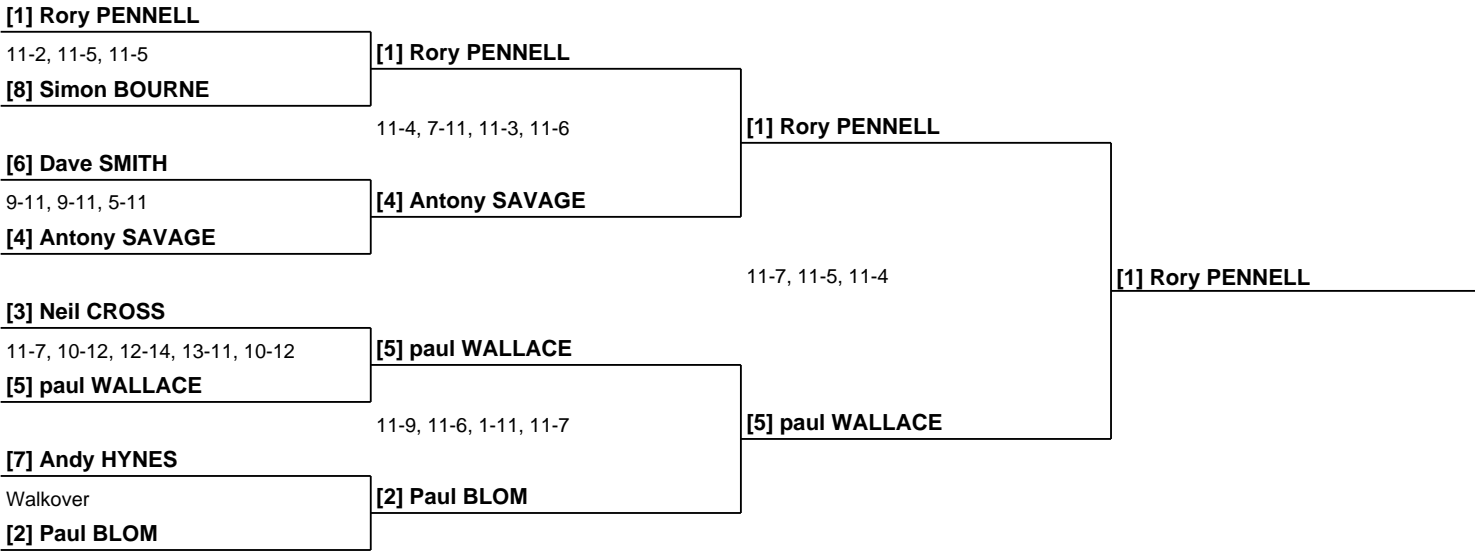 [1] Rory PENNELL
11-2, 11-5, 11-5
[1] Rory PENNELL
[8] Simon BOURNE
11-4, 7-11, 11-3, 11-6
[1] Rory PENNELL
[6] Dave SMITH
9-11, 9-11, 5-11
[4] Antony SAVAGE
[4] Antony SAVAGE
11-7, 11-5, 11-4
[1] Rory PENNELL
[3] Neil CROSS
11-7, 10-12, 12-14, 13-11, 10-12
[5] paul WALLACE
[5] paul WALLACE
11-9, 11-6, 1-11, 11-7
[5] paul WALLACE
[7] Andy HYNES
Walkover
[2] Paul BLOM
[2] Paul BLOM